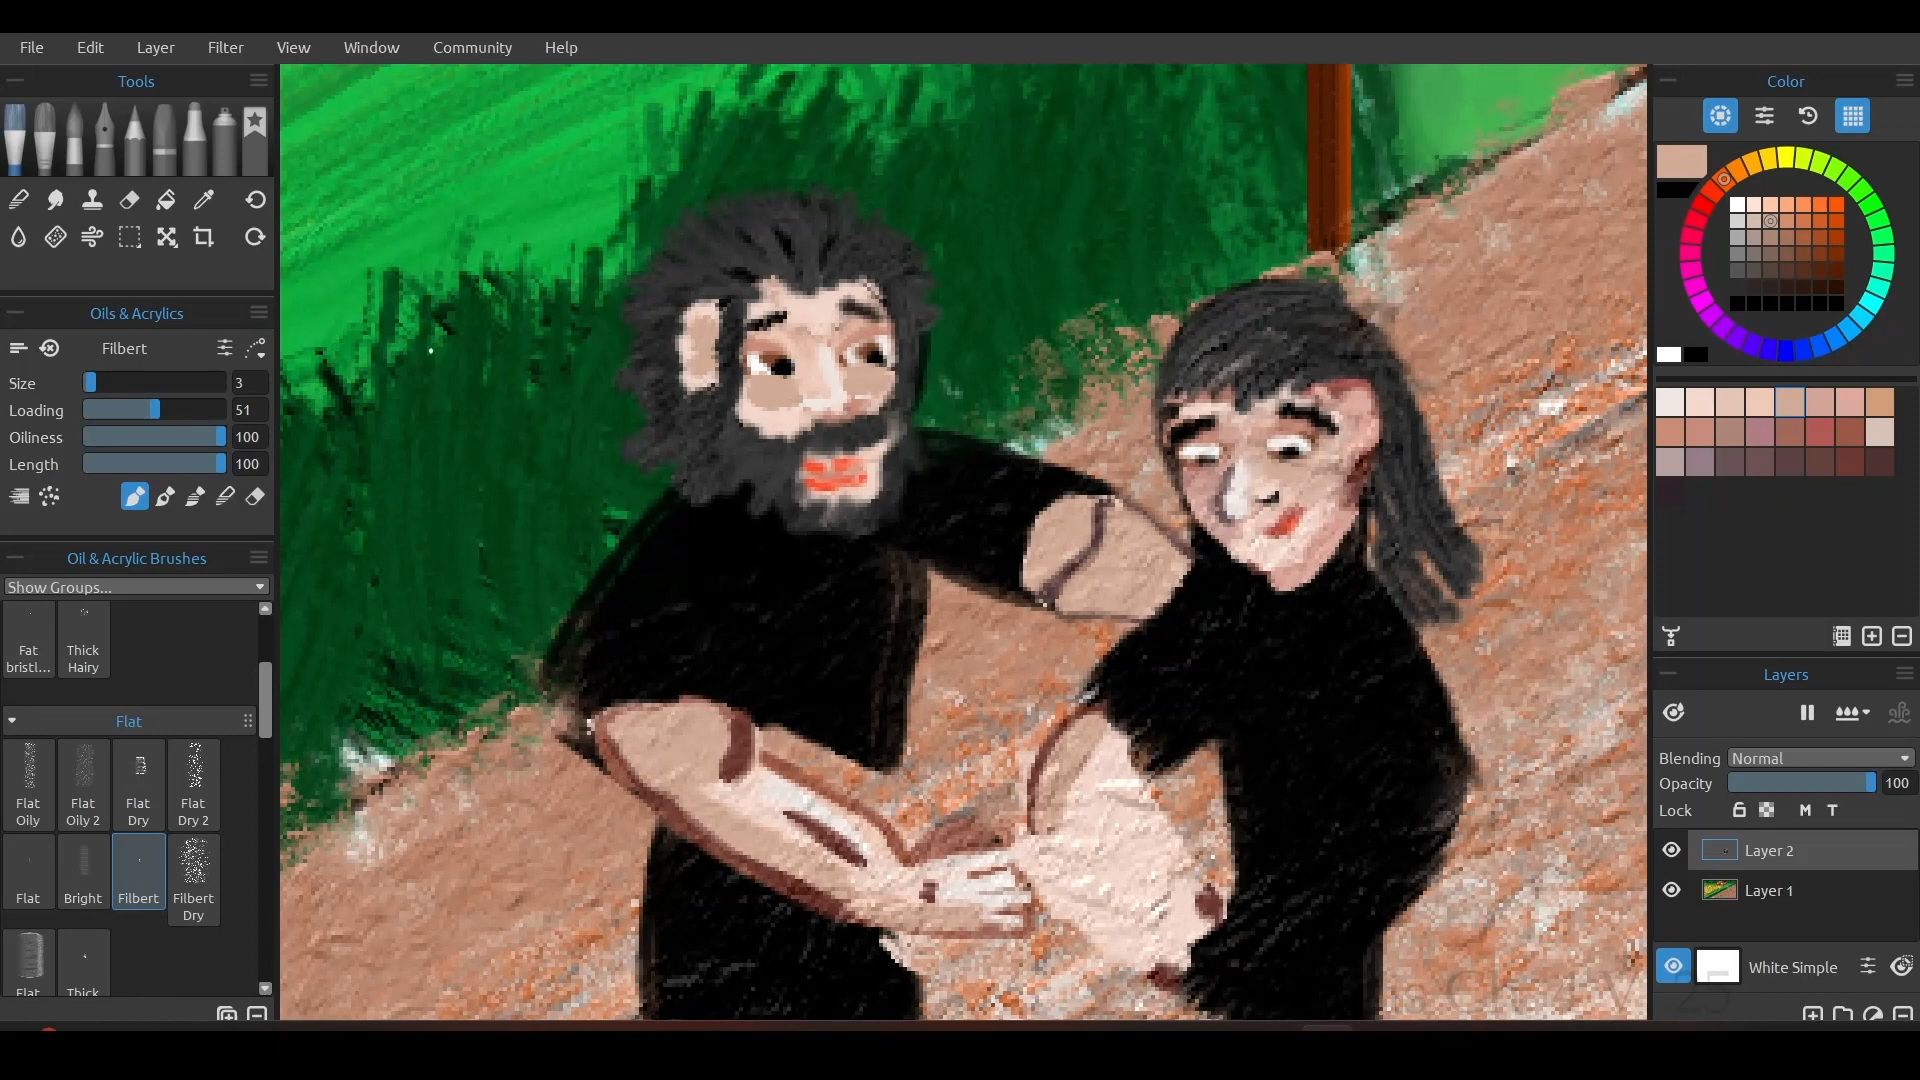 File Edit Layer Filter View Window Community Help
Tools
Oils & Acrylics
Filbert
Size 3
Loading 51
Oiliness 100
Length 100
Oil & Acrylic Brushes
Show Groups...
Fat bristl...
Thick Hairy
Flat
Flat Oily
Flat Oily 2
Flat Dry
Flat Dry 2
Flat
Bright
Filbert
Filbert Dry
Flat
Thick
Color
Layers
Blending Normal
Opacity 100
Lock M T
Layer 2
Layer 1
White Simple